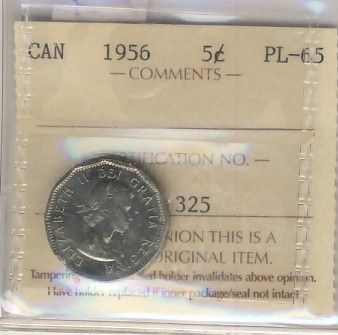 CAN 1956 5¢ PL-65
— COMMENTS —
CERTIFICATION NO. —
325
OPINION THIS IS A
ORIGINAL ITEM.
Tampering holder invalidates above opinion.
Have holder replaced if inner package/seal not intact
ELIZABETH II DEI GRATIA REGINA